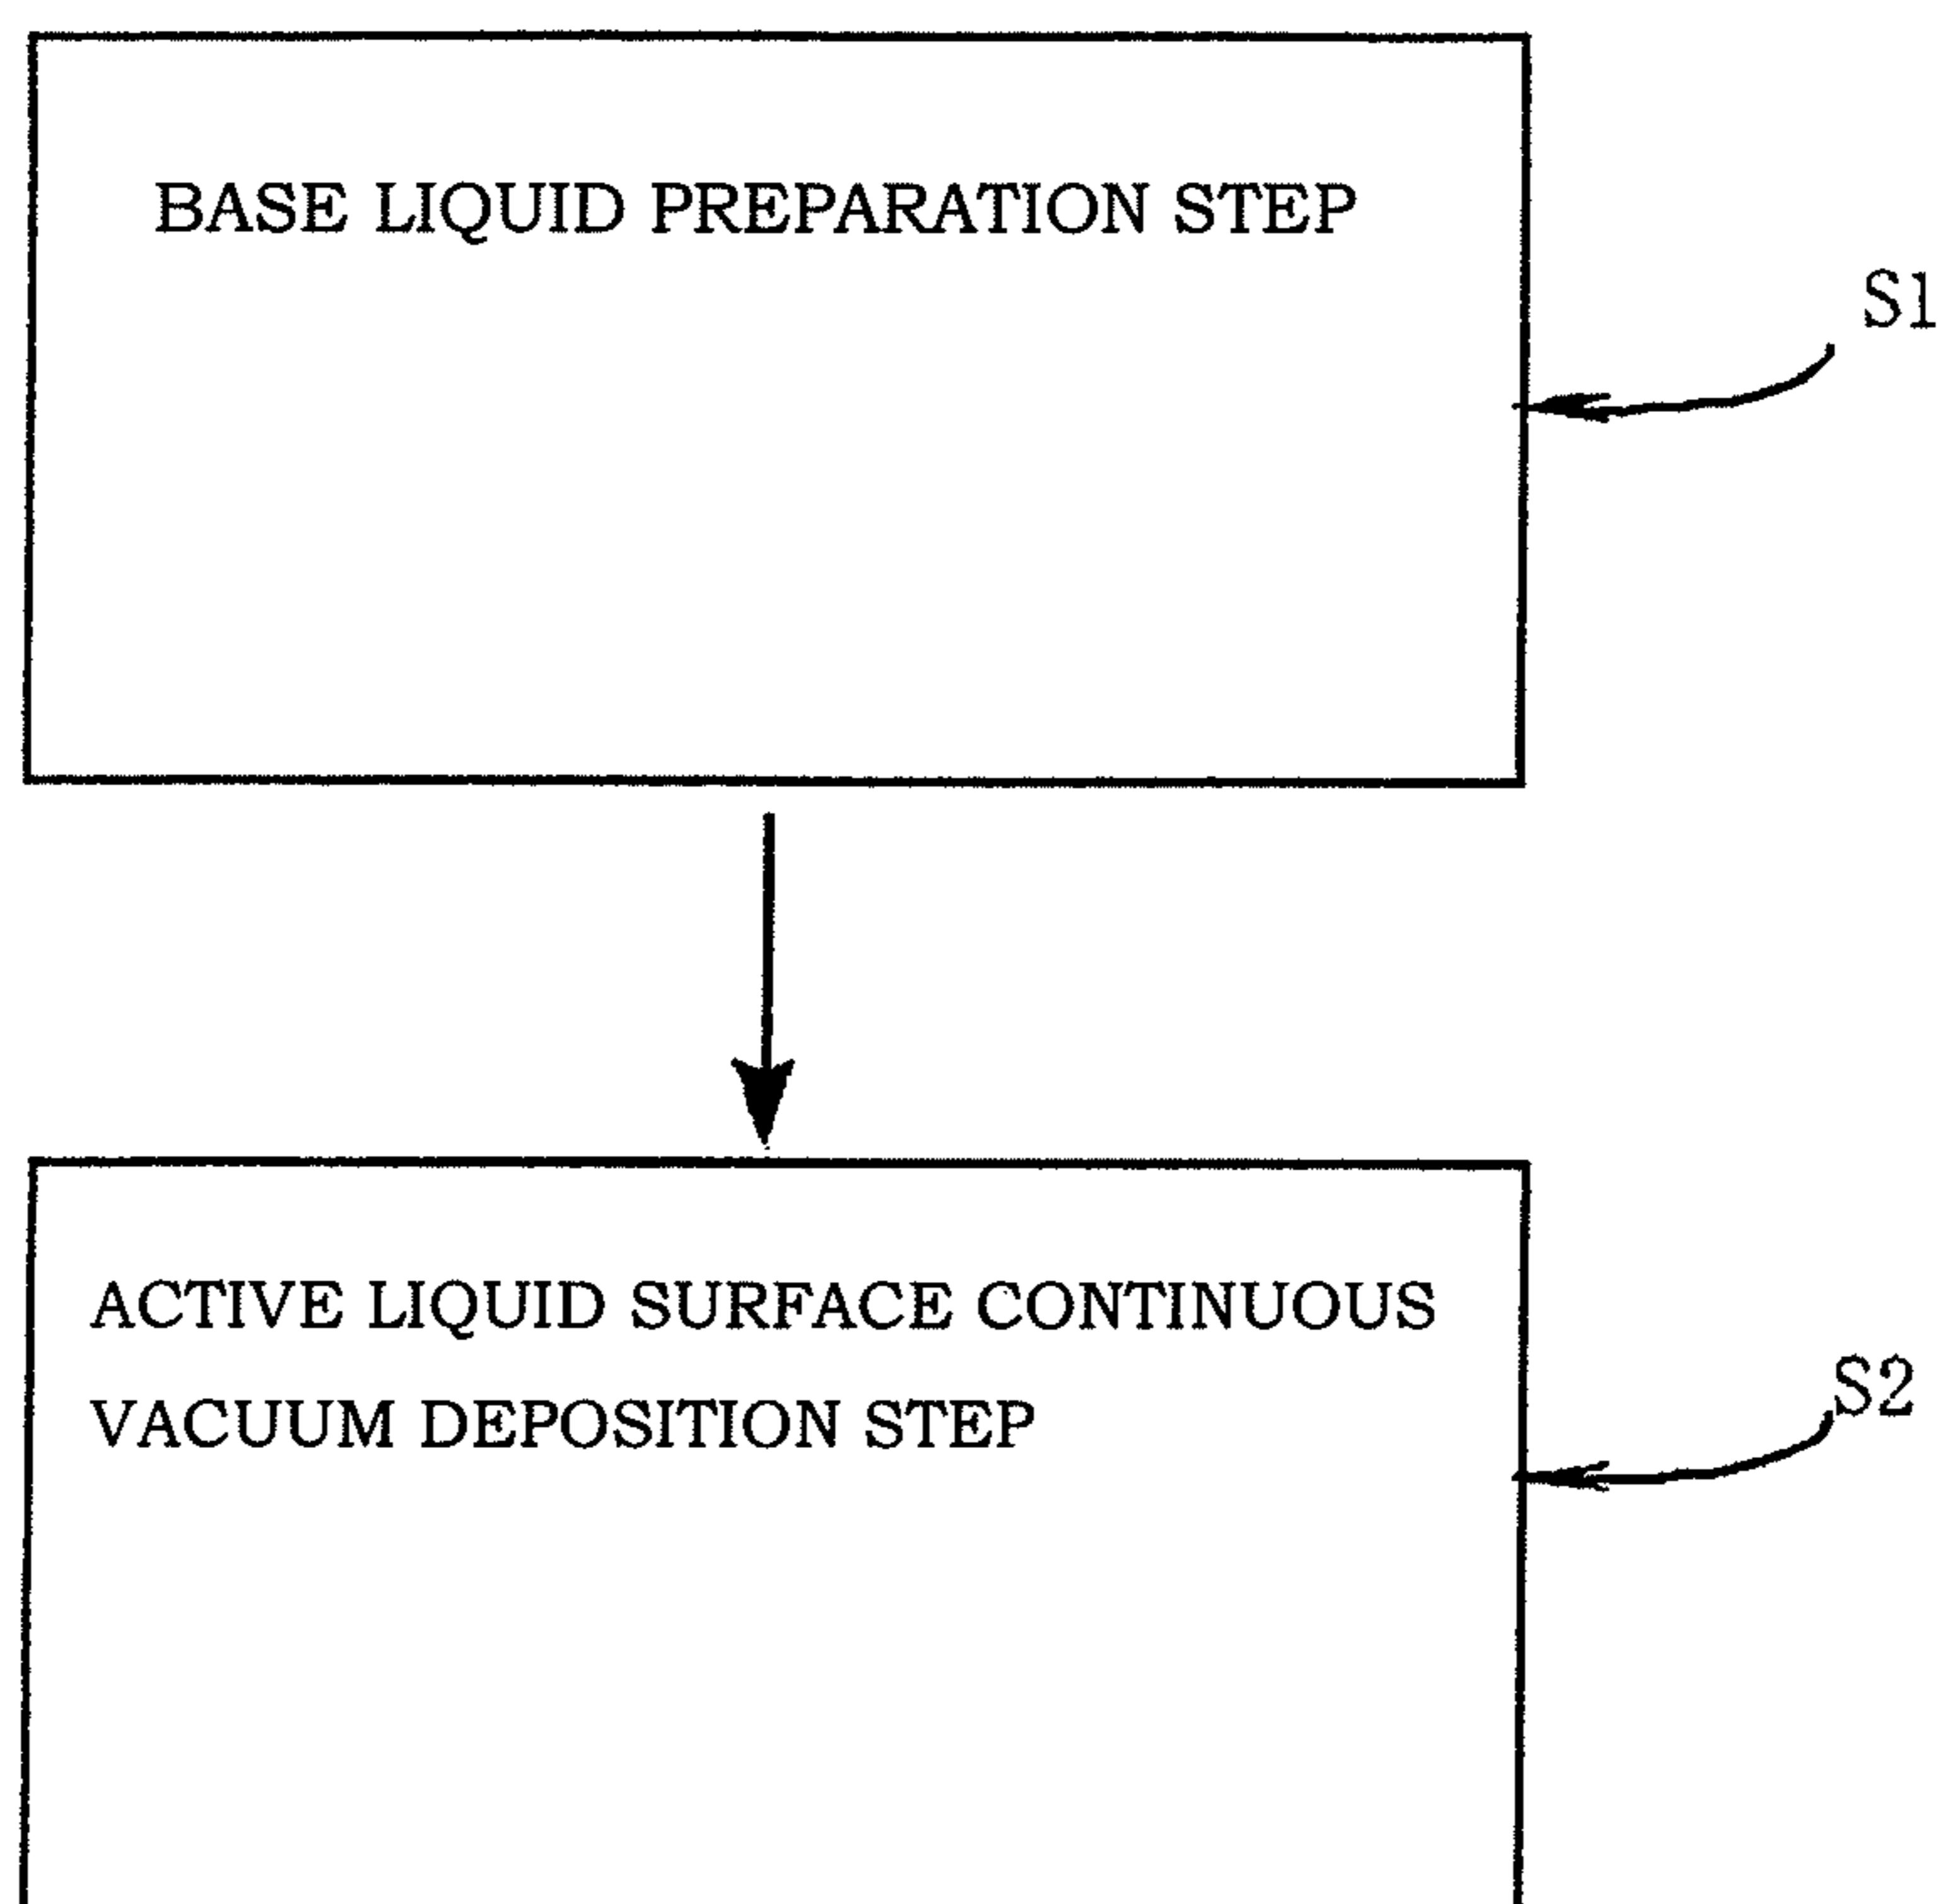 BASE LIQUID PREPARATION STEP
S1
ACTIVE LIQUID SURFACE CONTINUOUS
VACUUM DEPOSITION STEP
S2